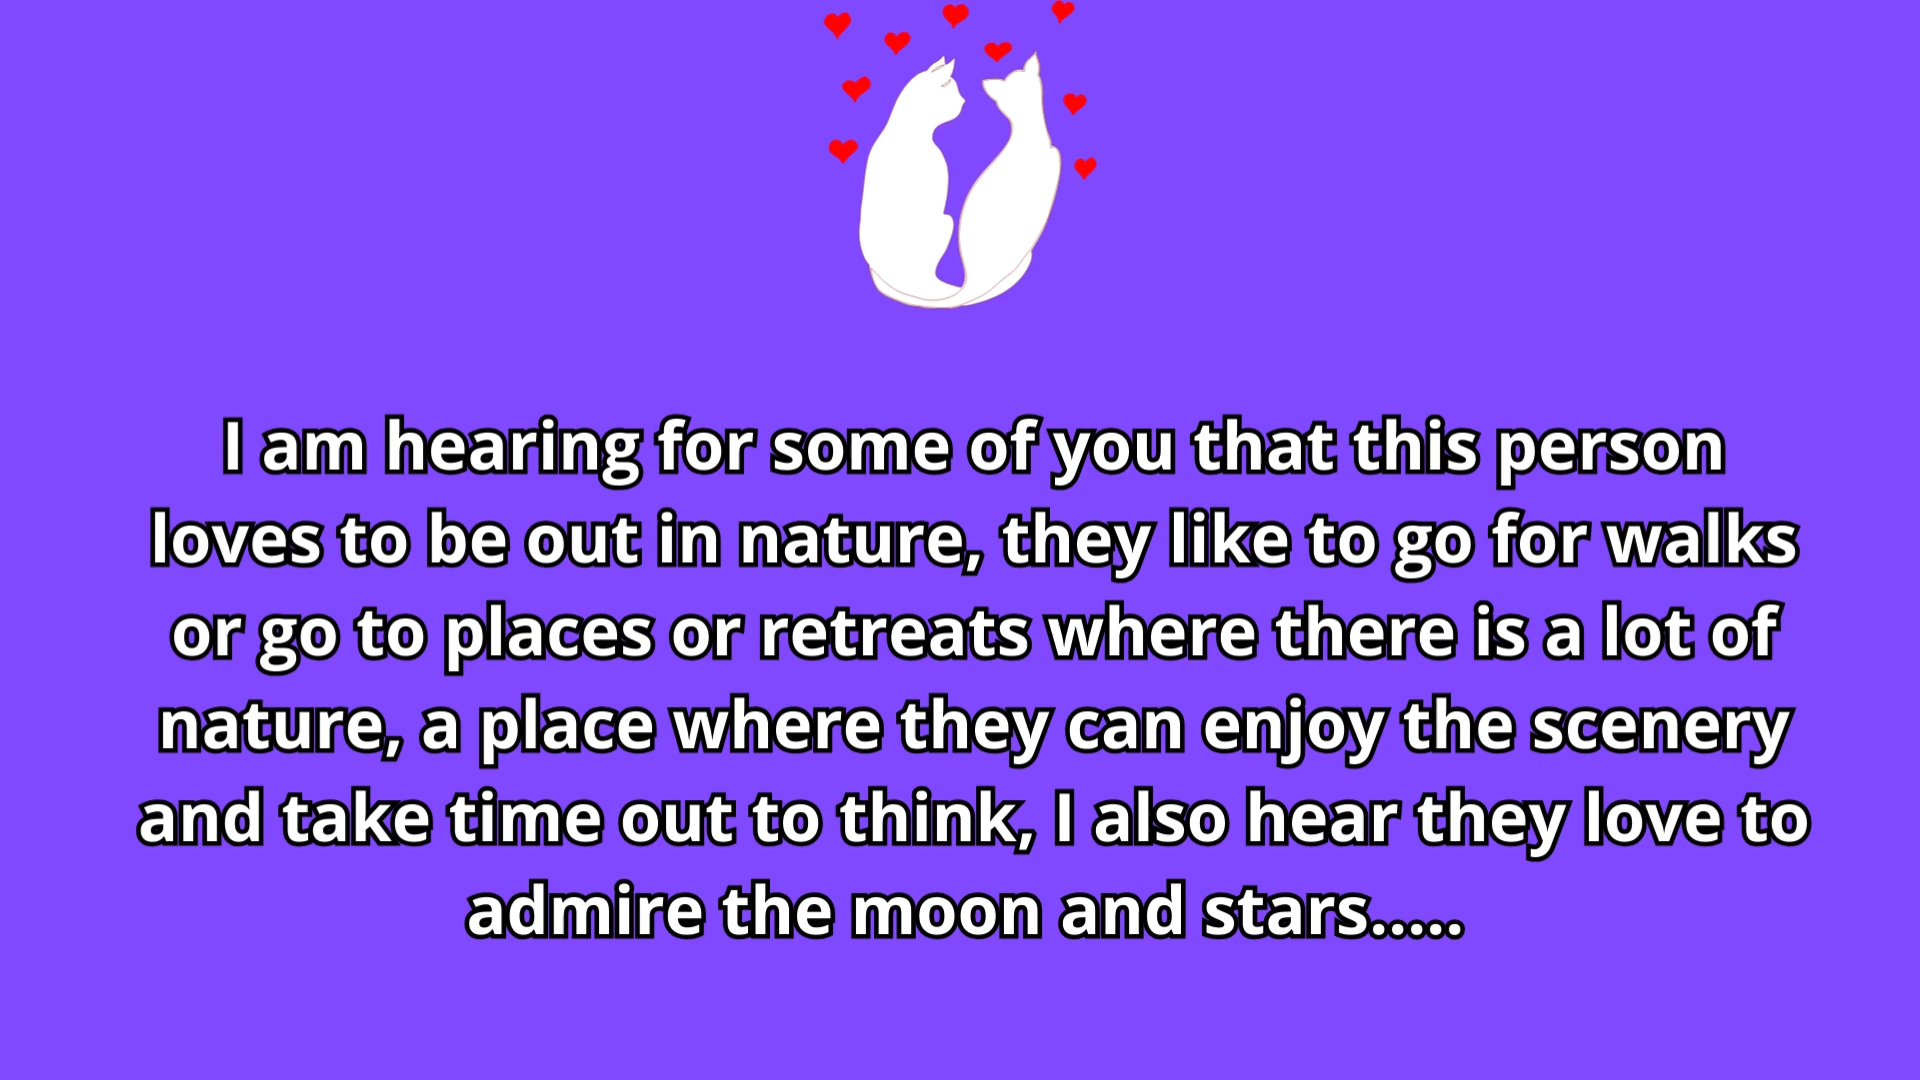 I am hearing for some of you that this person
loves to be out in nature, they like to go for walks
or go to places or retreats where there is a lot of
nature, a place where they can enjoy the scenery
and take time out to think, I also hear they love to
admire the moon and stars.....